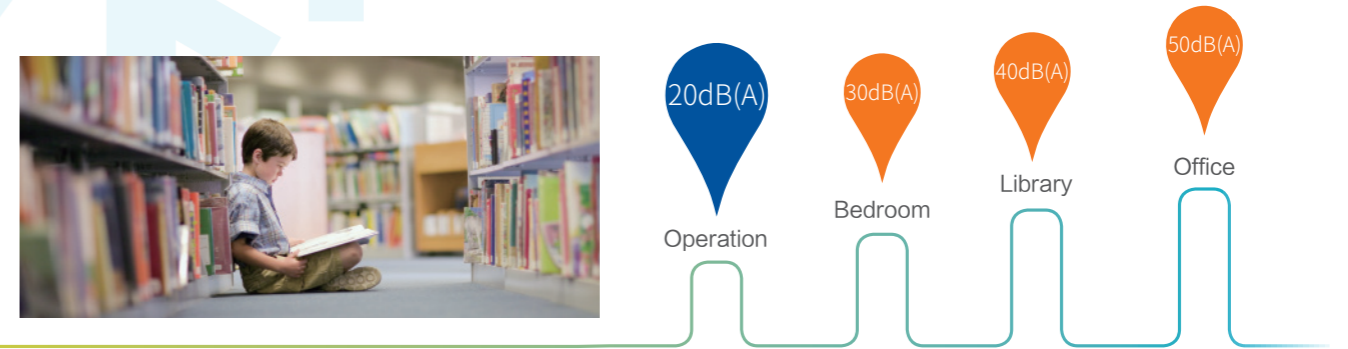 20dB(A)
Operation
30dB(A)
Bedroom
40dB(A)
Library
50dB(A)
Office